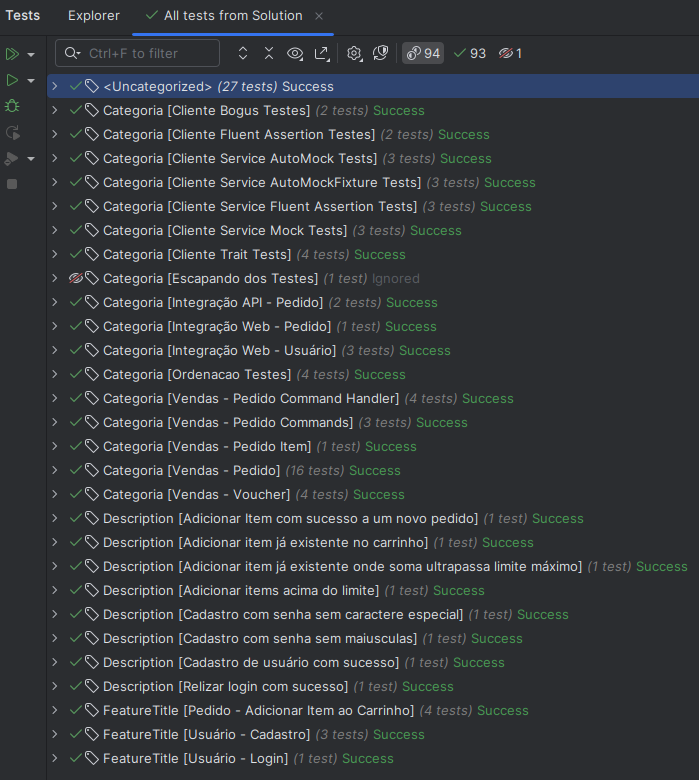 Tests Explorer All tests from Solution
Ctrl+F to filter 94 93 1
<Uncategorized> (27 tests) Success
Categoria [Cliente Bogus Testes] (2 tests) Success
Categoria [Cliente Fluent Assertion Testes] (2 tests) Success
Categoria [Cliente Service AutoMock Tests] (3 tests) Success
Categoria [Cliente Service AutoMockFixture Tests] (3 tests) Success
Categoria [Cliente Service Fluent Assertion Tests] (3 tests) Success
Categoria [Cliente Service Mock Tests] (3 tests) Success
Categoria [Cliente Trait Tests] (4 tests) Success
Categoria [Escapando dos Testes] (1 test) Ignored
Categoria [Integração API - Pedido] (2 tests) Success
Categoria [Integração Web - Pedido] (1 test) Success
Categoria [Integração Web - Usuário] (3 tests) Success
Categoria [Ordenacao Testes] (4 tests) Success
Categoria [Vendas - Pedido Command Handler] (4 tests) Success
Categoria [Vendas - Pedido Commands] (3 tests) Success
Categoria [Vendas - Pedido Item] (1 test) Success
Categoria [Vendas - Pedido] (16 tests) Success
Categoria [Vendas - Voucher] (4 tests) Success
Description [Adicionar Item com sucesso a um novo pedido] (1 test) Success
Description [Adicionar item já existente no carrinho] (1 test) Success
Description [Adicionar item já existente onde soma ultrapassa limite máximo] (1 test) Success
Description [Adicionar items acima do limite] (1 test) Success
Description [Cadastro com senha sem caractere especial] (1 test) Success
Description [Cadastro com senha sem maiusculas] (1 test) Success
Description [Cadastro de usuário com sucesso] (1 test) Success
Description [Relizar login com sucesso] (1 test) Success
FeatureTitle [Pedido - Adicionar Item ao Carrinho] (4 tests) Success
FeatureTitle [Usuário - Cadastro] (3 tests) Success
FeatureTitle [Usuário - Login] (1 test) Success